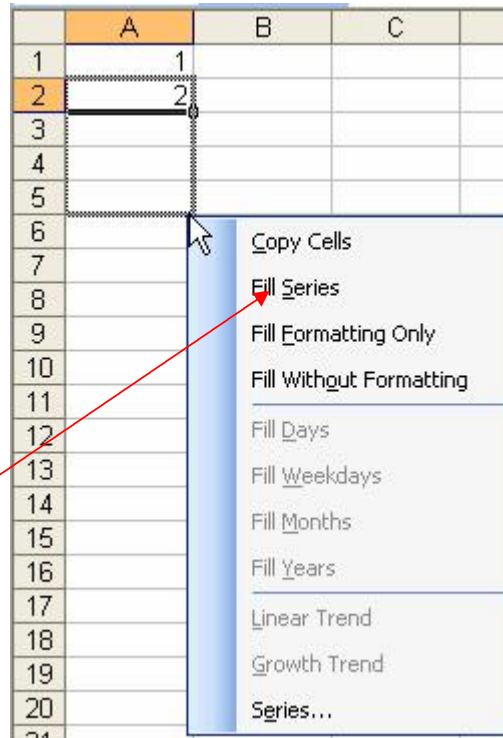 A B C
1 1
2 2
3
4
5
6
7
8
9
10
11
12
13
14
15
16
17
18
19
20
21
Copy Cells
Fill Series
Fill Formatting Only
Fill Without Formatting
Fill Days
Fill Weekdays
Fill Months
Fill Years
Linear Trend
Growth Trend
Series...